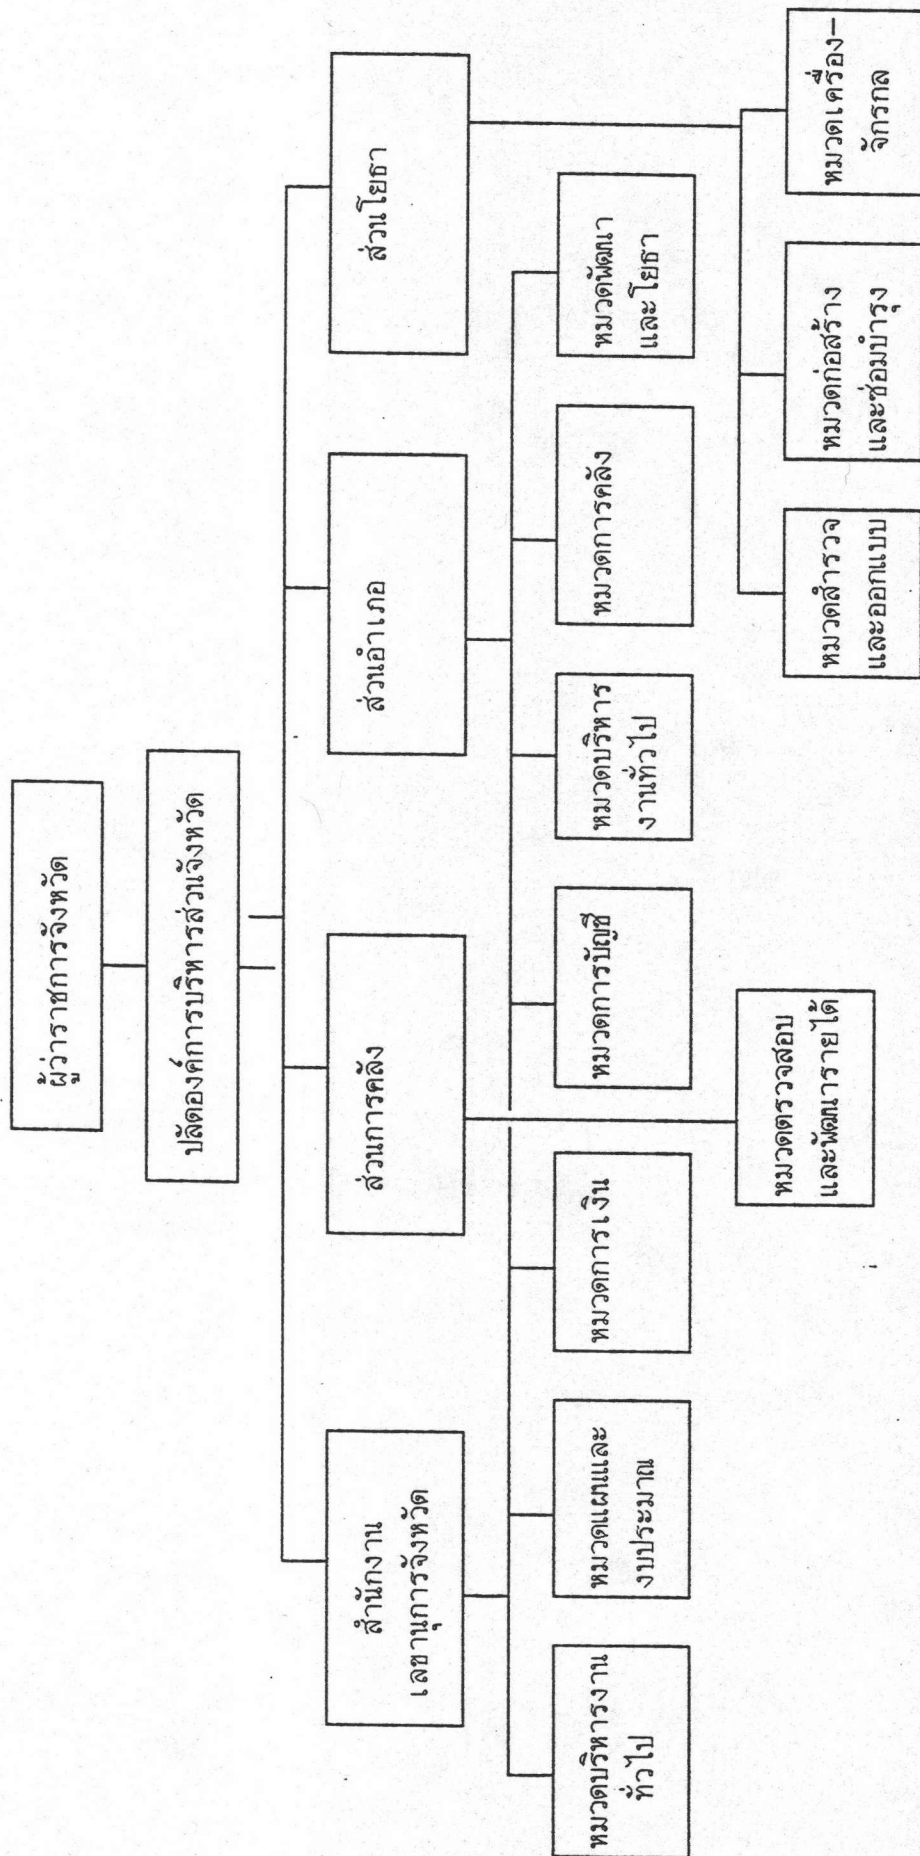 ผู้ว่าราชการจังหวัด
ปลัดองค์การบริหารส่วนจังหวัด
สำนักงาน
เลขานุการจังหวัด
ส่วนการคลัง
ส่วนอำเภอ
ส่วนโยธา
หมวดบริหารงาน
ทั่วไป
หมวดแผนและ
งบประมาณ
หมวดการเงิน
หมวดการบัญชี
หมวดบริหาร
งานทั่วไป
หมวดการคลัง
หมวดพัฒนา
และโยธา
หมวดตรวจสอบ
และพัฒนารายได้
หมวดสำรวจ
และออกแบบ
หมวดก่อสร้าง
และซ่อมบำรุง
หมวดเครื่อง-
จักรกล